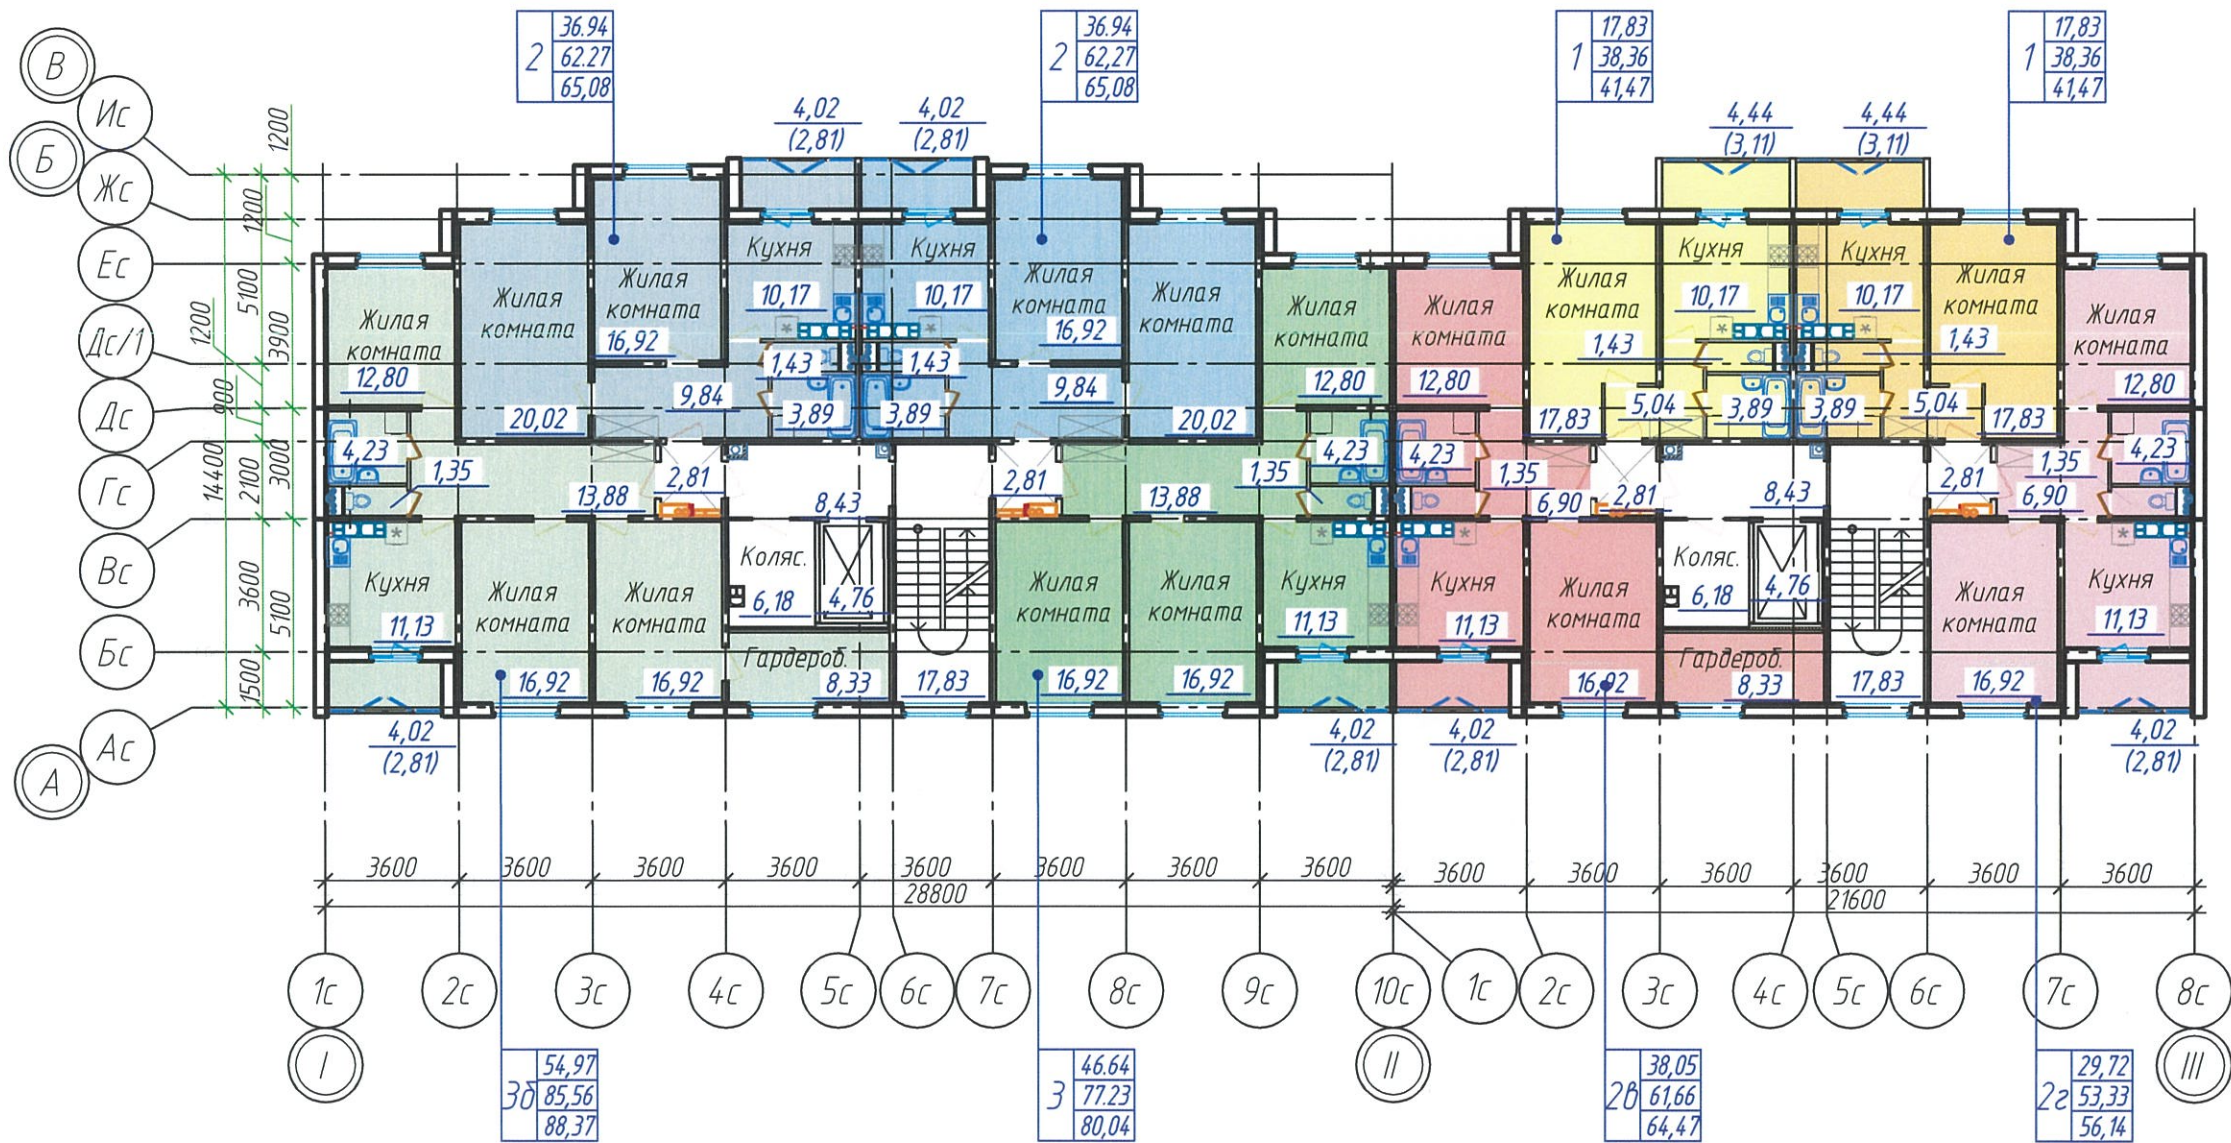 2
36.94
62.27
65,08
2
36.94
62,27
65,08
1
17,83
38,36
41,47
1
17,83
38,36
41,47
В
Ис
Б
Жс
Ес
Дс/1
Дс
Гс
Вс
Бс
Ас
А
1200
1200
5100
3900
1200
900
14400
2100
3000
3600
5100
1500
4,02
(2,81)
4,02
(2,81)
4,44
(3,11)
4,44
(3,11)
Жилая
комната
12,80
Жилая
комната
20,02
Жилая
комната
16,92
Кухня
10,17
1,43
9,84
3,89
Кухня
10,17
1,43
3,89
Жилая
комната
16,92
9,84
Жилая
комната
20,02
Жилая
комната
12,80
Жилая
комната
12,80
Жилая
комната
1,43
17,83
Кухня
10,17
5,04
3,89
Кухня
10,17
3,89
Жилая
комната
1,43
5,04
17,83
Жилая
комната
12,80
4,23
1,35
13,88
2,81
8,43
2,81
13,88
1,35
4,23
4,23
1,35
6,90
2,81
8,43
2,81
1,35
6,90
4,23
Кухня
11,13
Жилая
комната
16,92
Жилая
комната
16,92
Коляс.
6,18
4,76
Гардероб.
8,33
17,83
Жилая
комната
16,92
Жилая
комната
16,92
Кухня
11,13
Кухня
11,13
Жилая
комната
16,92
Коляс.
6,18
4,76
Гардероб.
8,33
17,83
Жилая
комната
16,92
Кухня
11,13
4,02
(2,81)
4,02
(2,81)
4,02
(2,81)
4,02
(2,81)
3600 3600 3600 3600 3600 3600 3600 3600 3600 3600 3600 3600 3600 3600
28800 21600
1с 2с 3с 4с 5с 6с 7с 8с 9с 10с 1с 2с 3с 4с 5с 6с 7с 8с
I II III
3б
54,97
85,56
88,37
3
46.64
77.23
80,04
2в
38,05
61,66
64,47
2г
29,72
53,33
56,14